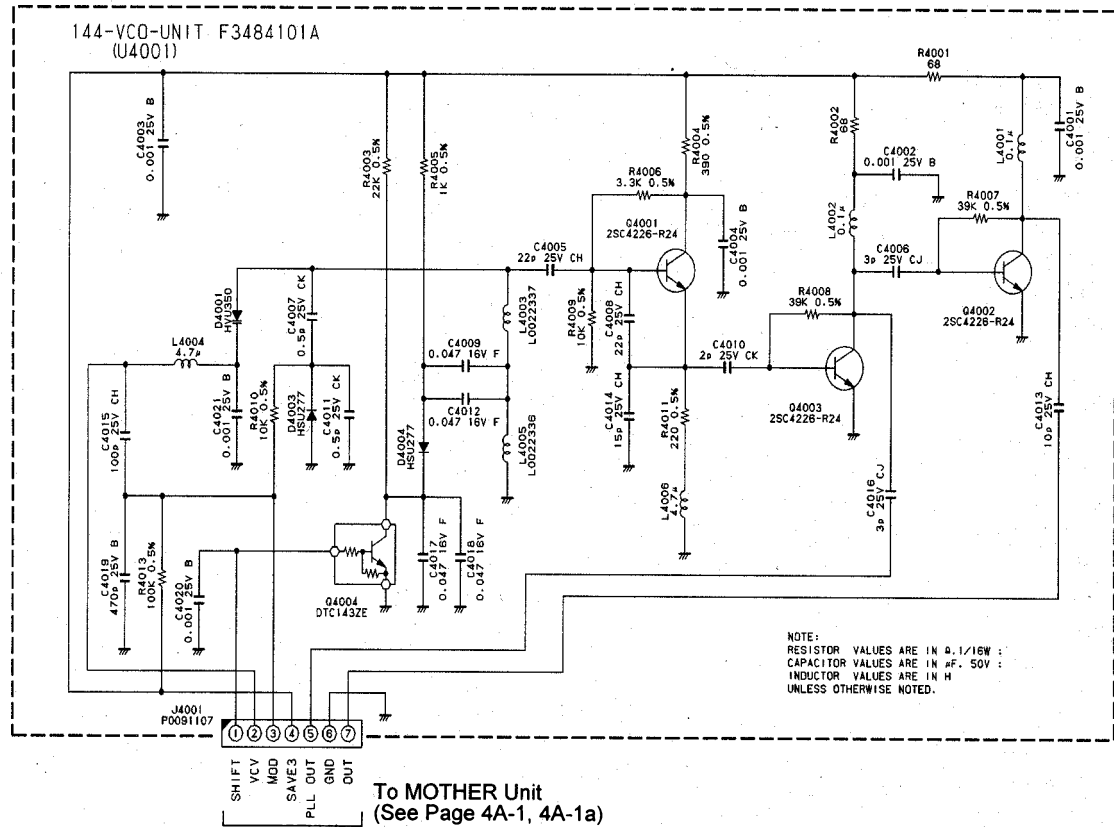 144-VCO-UNIT F3484101A
(U4001)
R4001
68
C4003
0.001 25V B
R4003
22K 0.5%
R4005
1K 0.5%
R4004
390 0.5%
R4002
68
C4002
0.001 25V B
L4001
0.1μ
C4001
0.001 25V B
R4006
3.3K 0.5%
R4007
39K 0.5%
Q4001
2SC4226-R24
C4004
0.001 25V B
L4002
0.1μ
C4005
22p 25V CH
C4006
3p 25V CJ
D4001
HVU350
C4007
0.5p 25V CK
L4003
L0022337
R4009
10K 0.5%
C4008
22p 25V CH
R4008
39K 0.5%
Q4002
2SC4226-R24
L4004
4.7μ
C4009
0.047 16V F
C4010
2p 25V CK
C4015
100p 25V CH
C4021
0.001 25V B
R4010
10K 0.5%
D4003
HSU277
C4011
0.5p 25V CK
C4012
0.047 16V F
D4004
HSU277
L4005
L0022336
C4014
15p 25V CH
R4011
220 0.5%
Q4003
2SC4226-R24
C4013
10p 25V CH
L4006
4.7μ
C4016
3p 25V CJ
C4019
470p 25V B
R4013
100K 0.5%
C4020
0.001 25V B
Q4004
DTC143ZE
C4017
0.047 16V F
C4018
0.047 16V F
NOTE:
RESISTOR VALUES ARE IN Ω.1/16W :
CAPACITOR VALUES ARE IN μF. 50V :
INDUCTOR VALUES ARE IN H
UNLESS OTHERWISE NOTED.
J4001
P0091107
1 2 3 4 5 6 7
SHIFT
VCV
MOD
SAVE3
PLL OUT
GND
OUT
To MOTHER Unit
(See Page 4A-1, 4A-1a)